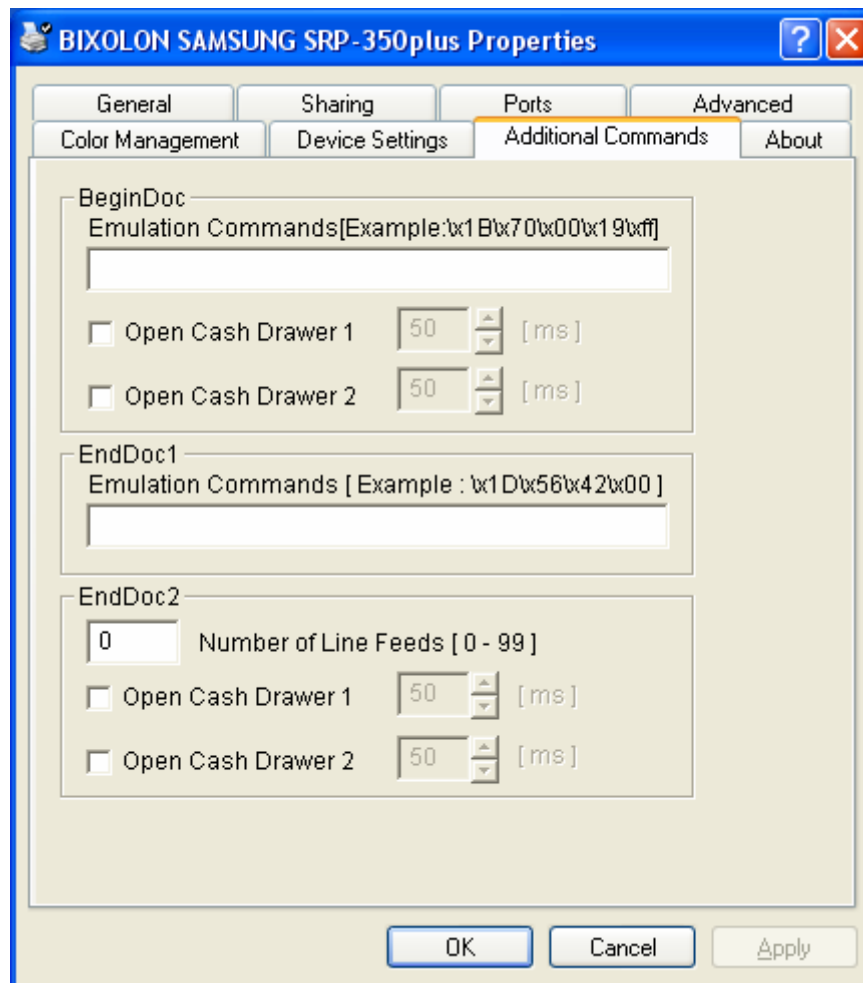 BIXOLON SAMSUNG SRP-350plus Properties
General Sharing Ports Advanced
Color Management Device Settings Additional Commands About
BeginDoc
Emulation Commands[Example:\x1B\x70\x00\x19\xff]
Open Cash Drawer 1 50 [ms]
Open Cash Drawer 2 50 [ms]
EndDoc1
Emulation Commands [ Example : \x1D\x56\x42\x00 ]
EndDoc2
0 Number of Line Feeds [ 0 - 99 ]
Open Cash Drawer 1 50 [ms]
Open Cash Drawer 2 50 [ms]
OK Cancel Apply